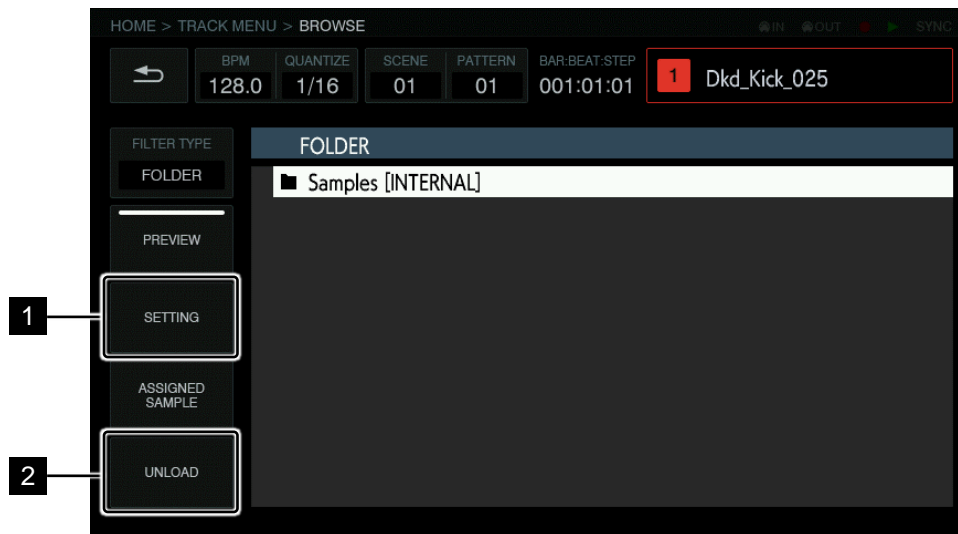 HOME > TRACK MENU > BROWSE
IN OUT SYNC
BPM QUANTIZE SCENE PATTERN BAR:BEAT:STEP
128.0 1/16 01 01 001:01:01
1 Dkd_Kick_025
FILTER TYPE
FOLDER
FOLDER
Samples [INTERNAL]
PREVIEW
1
SETTING
ASSIGNED
SAMPLE
2
UNLOAD